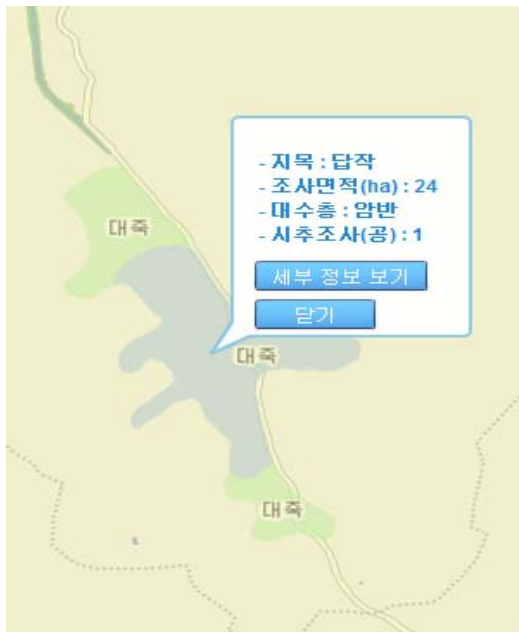 - 지목 : 답작
- 조사면적(ha) : 24
- 대수층 : 암반
- 시추조사(공) : 1
세부 정보 보기
닫기
대죽
대죽
대죽